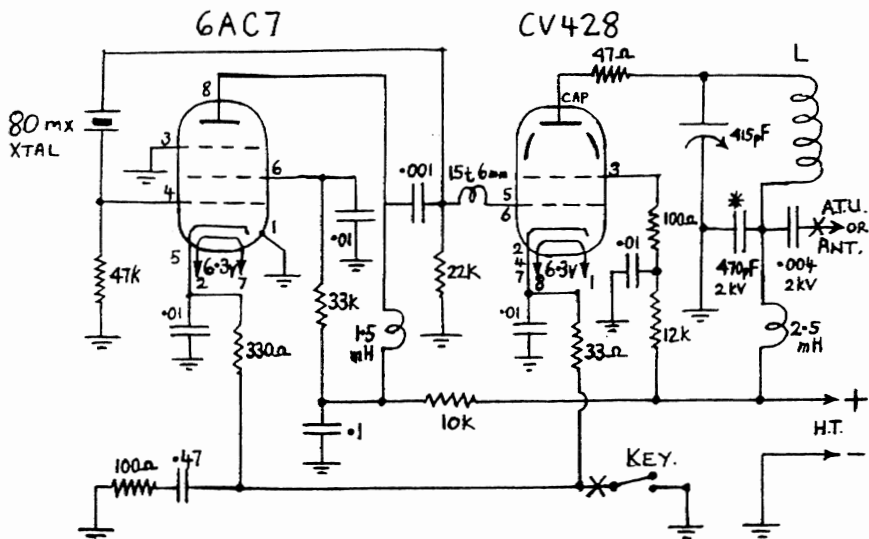 6AC7
CV428
47Ω
L
8
CAP
80 mx
XTAL
3
6
4
1
5
2
6·3V
7
47k
·01
330Ω
·01
33k
1·5
mH
·001
15t 6mm
22K
5
6
3
2
4
7
8
6·3V
1
·01
33Ω
·01
100Ω
12k
415pF
*
470pF
2kV
·004
2kV
A.T.U.
OR
ANT.
2·5
mH
·1
10K
+
H.T.
−
100Ω
·47
KEY.